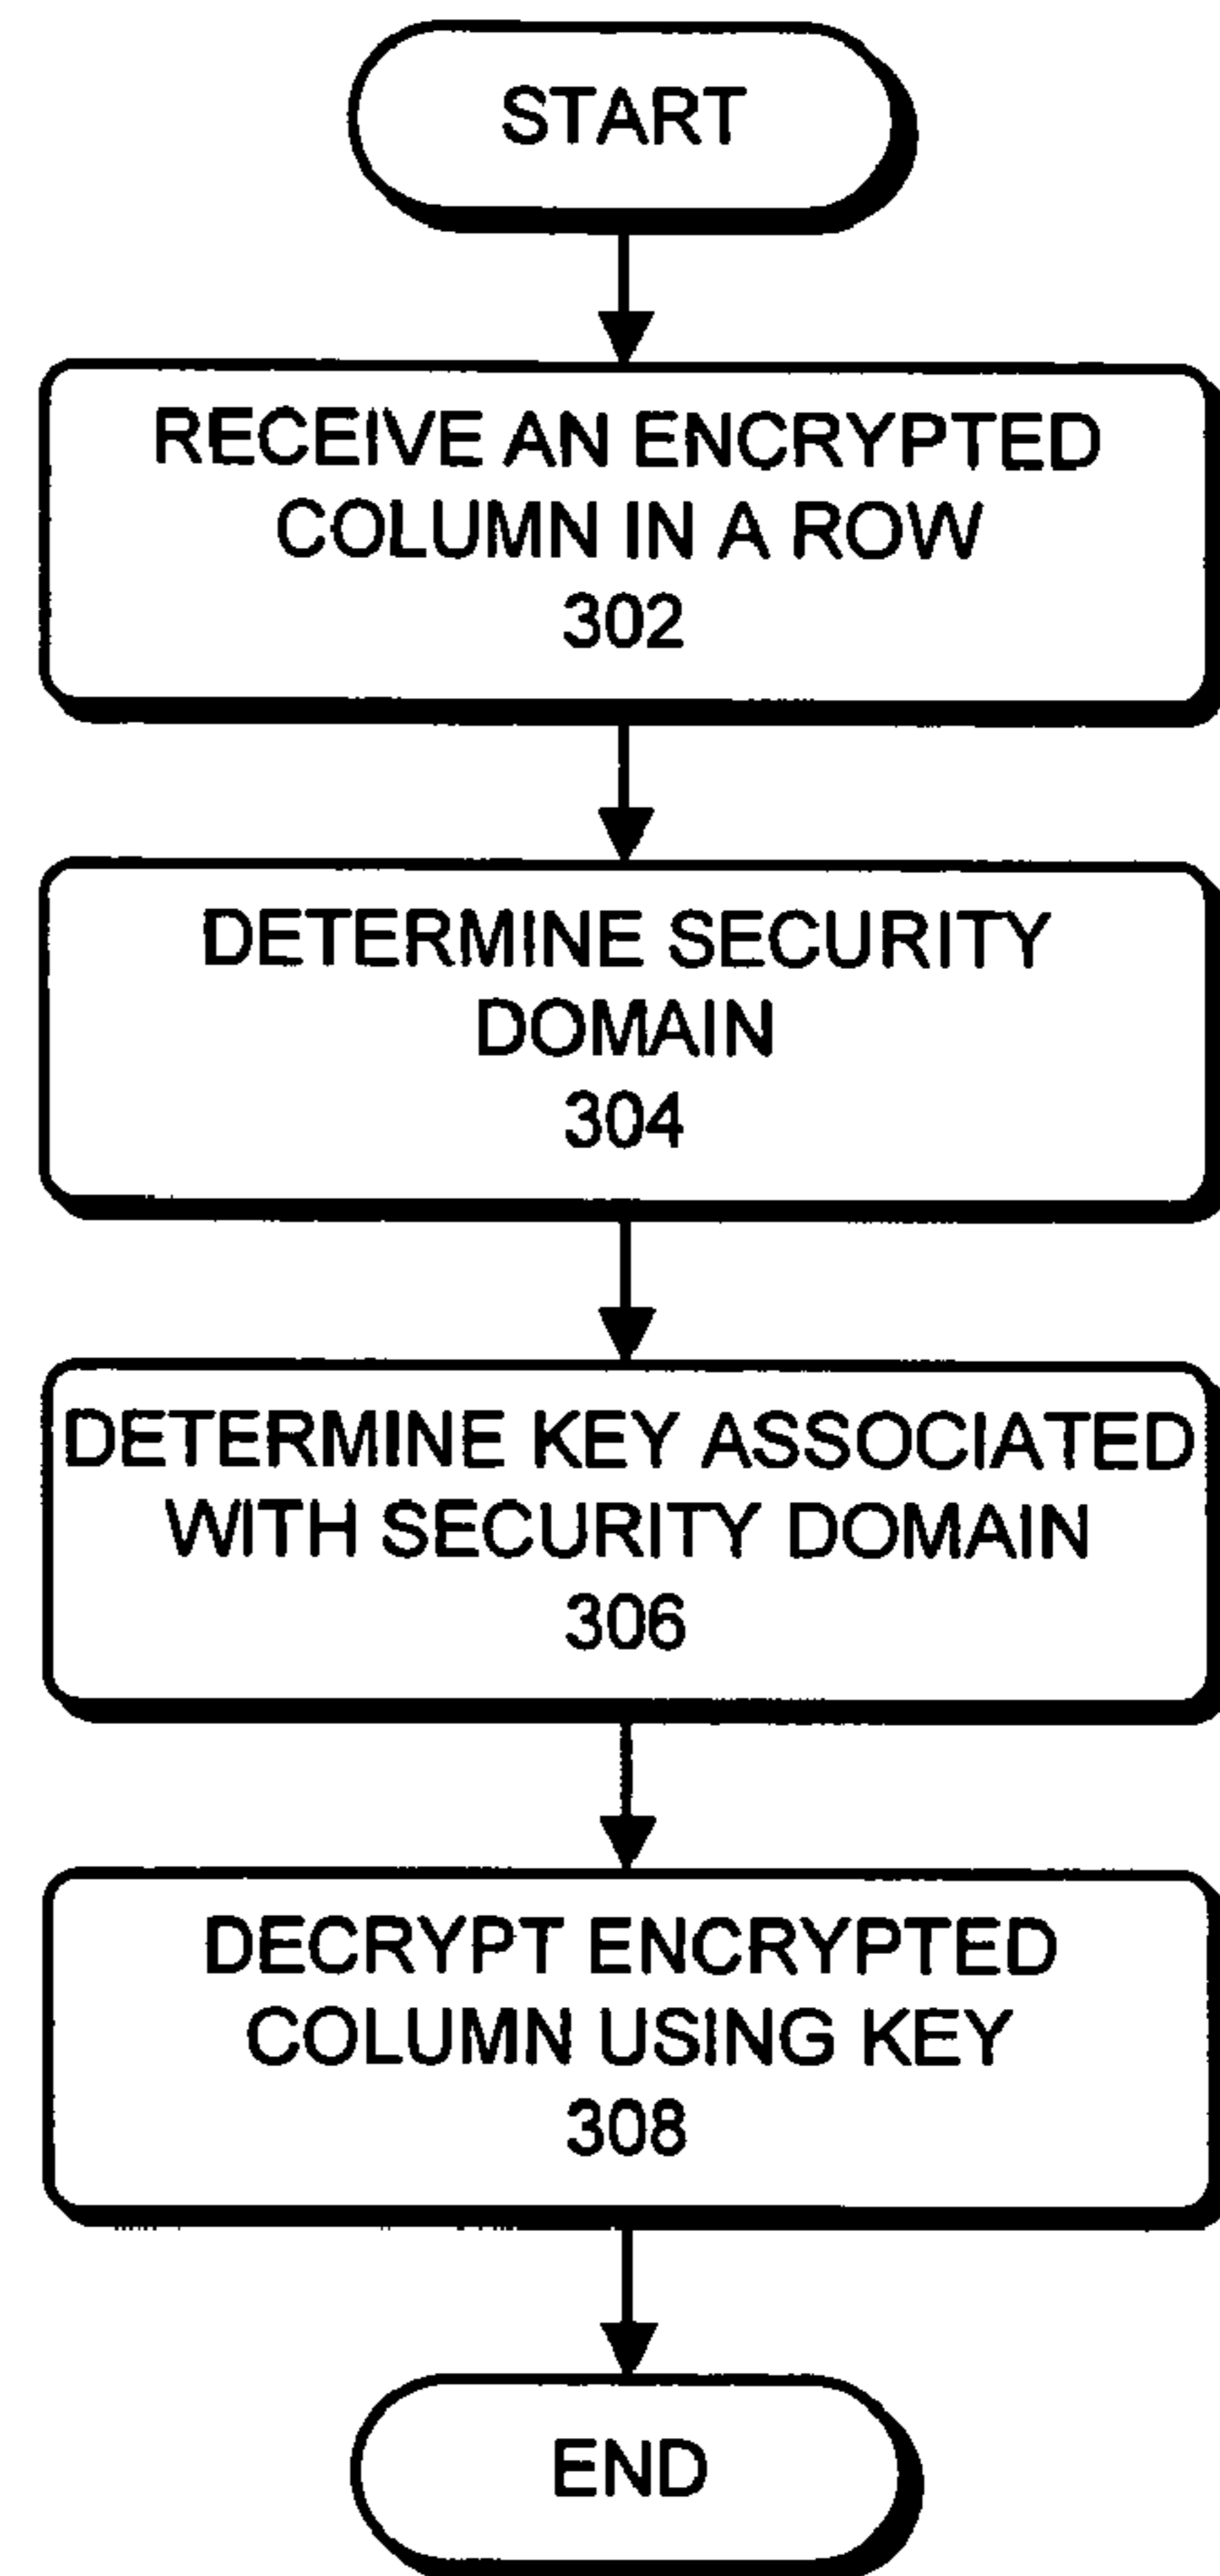 START
RECEIVE AN ENCRYPTED
COLUMN IN A ROW
302
DETERMINE SECURITY
DOMAIN
304
DETERMINE KEY ASSOCIATED
WITH SECURITY DOMAIN
306
DECRYPT ENCRYPTED
COLUMN USING KEY
308
END